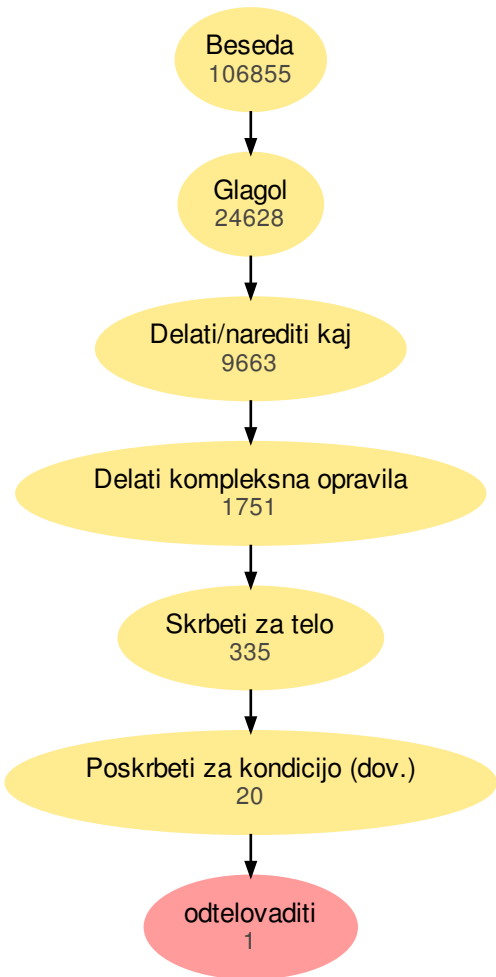 Beseda
106855
Glagol
24628
Delati/narediti kaj
9663
Delati kompleksna opravila
1751
Skrbeti za telo
335
Poskrbeti za kondicijo (dov.)
20
odtelovaditi
1